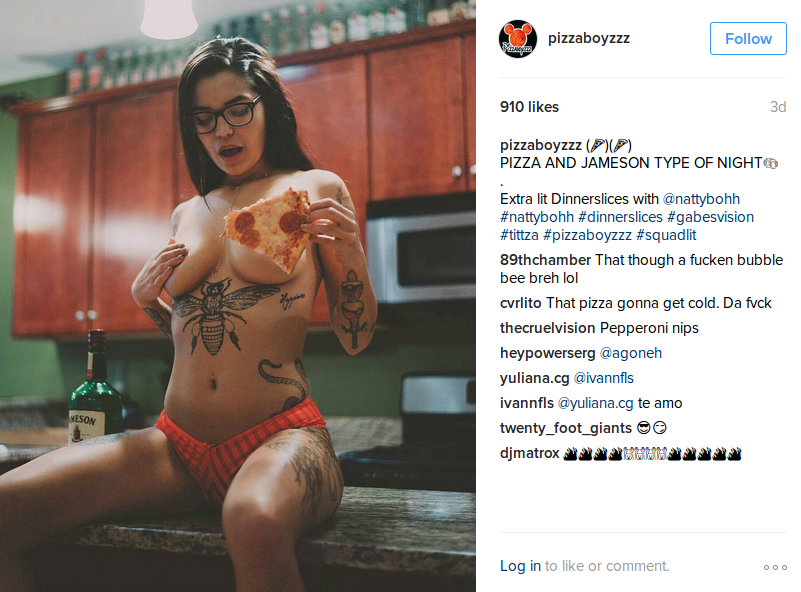 pizzaboyzzz
Follow
910 likes
3d
pizzaboyzzz (🍕)(🍕)
PIZZA AND JAMESON TYPE OF NIGHT🍻
.
Extra lit Dinnerslices with @nattybohh
#nattybohh #dinnerslices #gabesvision
#tittza #pizzaboyzzz #squadlit
89thchamber That though a fucken bubble
bee breh lol
cvrlito That pizza gonna get cold. Da fvck
thecruelvision Pepperoni nips
heypowerserg @agoneh
yuliana.cg @ivannfls
ivannfls @yuliana.cg te amo
twenty_foot_giants 😎😏
djmatrox 🔥🔥🔥🔥🙌🙌🙌🔥🔥🔥🔥🔥
Log in to like or comment.
MESON